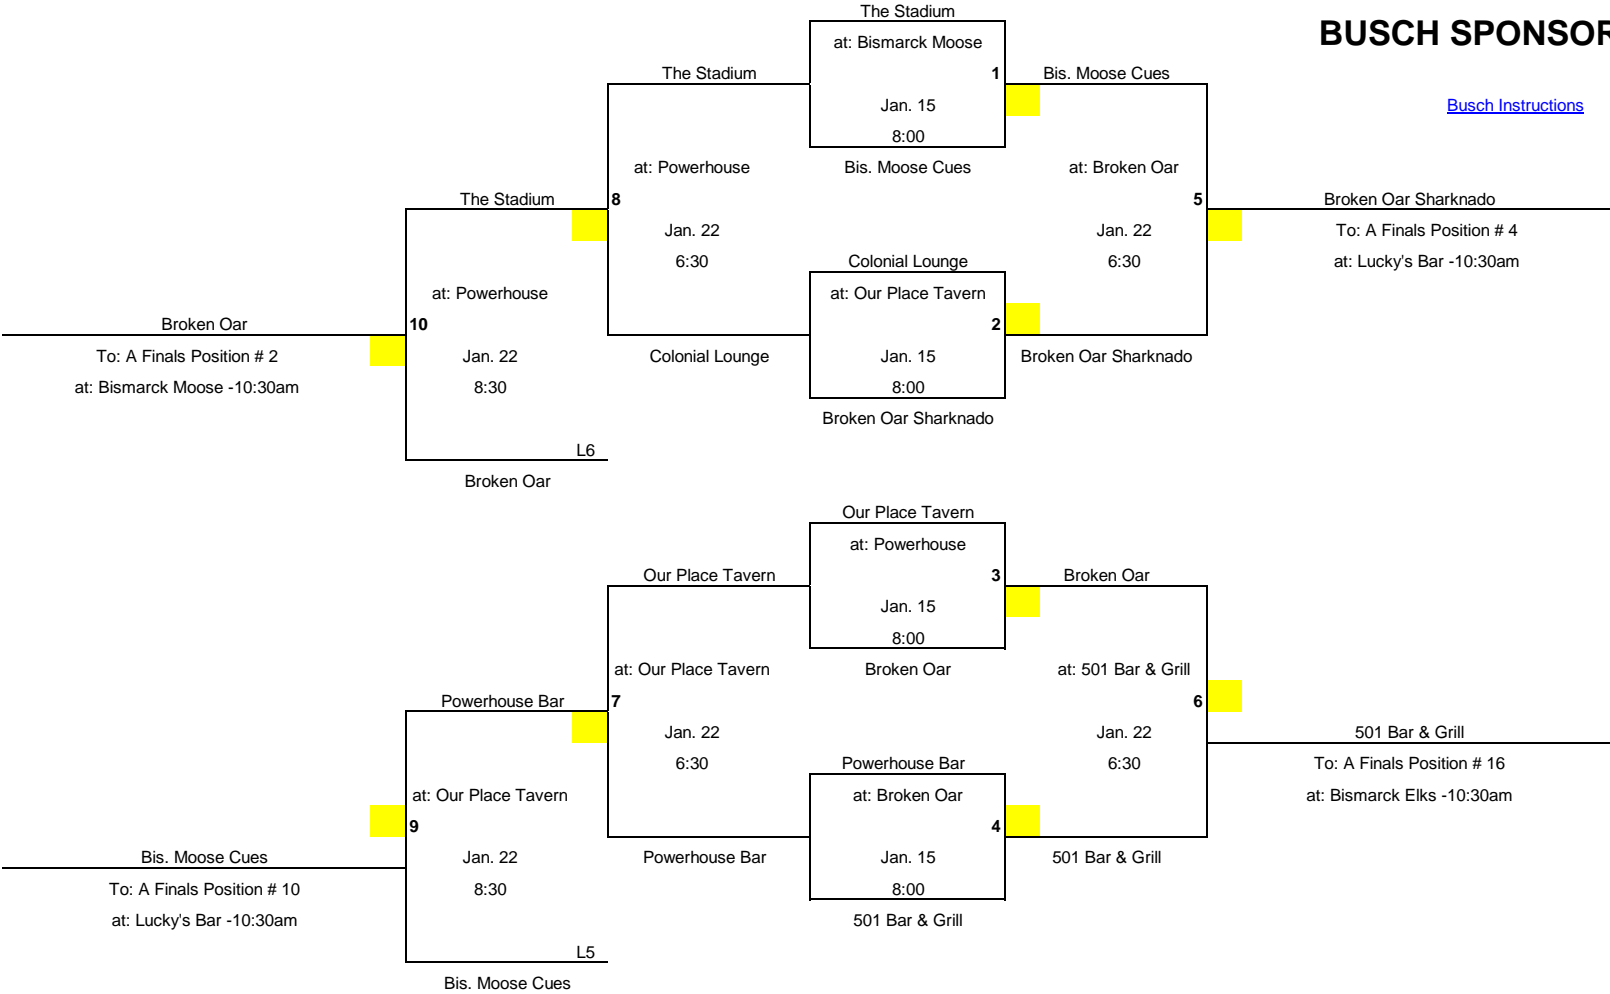 The Stadium
BUSCH SPONSOR
at: Bismarck Moose
The Stadium
1
Bis. Moose Cues
Jan. 15
Busch Instructions
8:00
at: Powerhouse
Bis. Moose Cues
at: Broken Oar
The Stadium
8
5
Broken Oar Sharknado
Jan. 22
Jan. 22
To: A Finals Position # 4
6:30
Colonial Lounge
6:30
at: Lucky's Bar -10:30am
at: Powerhouse
at: Our Place Tavern
Broken Oar
10
2
To: A Finals Position # 2
Jan. 22
Colonial Lounge
Jan. 15
Broken Oar Sharknado
at: Bismarck Moose -10:30am
8:30
8:00
Broken Oar Sharknado
L6
Broken Oar
Our Place Tavern
at: Powerhouse
Our Place Tavern
3
Broken Oar
Jan. 15
8:00
at: Our Place Tavern
Broken Oar
at: 501 Bar & Grill
Powerhouse Bar
7
6
Jan. 22
Jan. 22
501 Bar & Grill
6:30
Powerhouse Bar
6:30
To: A Finals Position # 16
at: Our Place Tavern
at: Broken Oar
at: Bismarck Elks -10:30am
9
4
Bis. Moose Cues
Jan. 22
Powerhouse Bar
Jan. 15
501 Bar & Grill
To: A Finals Position # 10
8:30
8:00
at: Lucky's Bar -10:30am
501 Bar & Grill
L5
Bis. Moose Cues